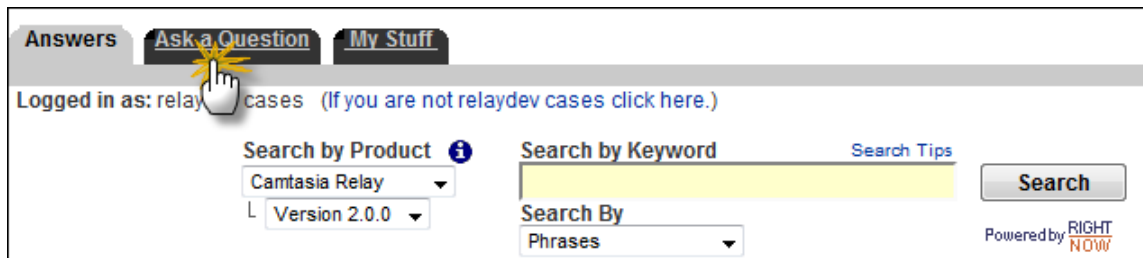 Answers Ask a Question My Stuff
Logged in as: relay cases (If you are not relaydev cases click here.)
Search by Product i Search by Keyword Search Tips
Camtasia Relay Search
Version 2.0.0 Search By
Phrases Powered by RIGHT
NOW